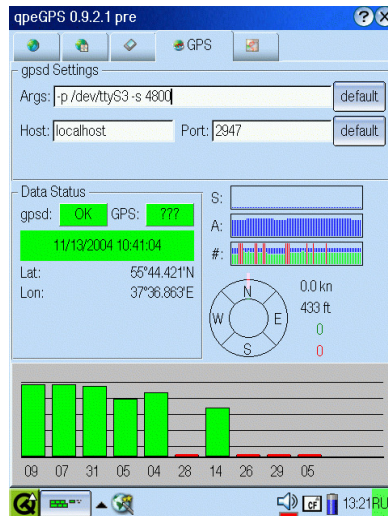 qpeGPS 0.9.2.1 pre
GPS
gpsd Settings
Args: -p /dev/ttyS3 -s 4800 default
Host: localhost Port: 2947 default
Data Status
gpsd: OK GPS: ???
11/13/2004 10:41:04
Lat: 55°44.421'N
Lon: 37°36.863'E
S:
A:
#:
N
W E
S
0.0 kn
433 ft
0
0
09 07 31 05 04 28 14 26 29 05
CF 13:21 RU